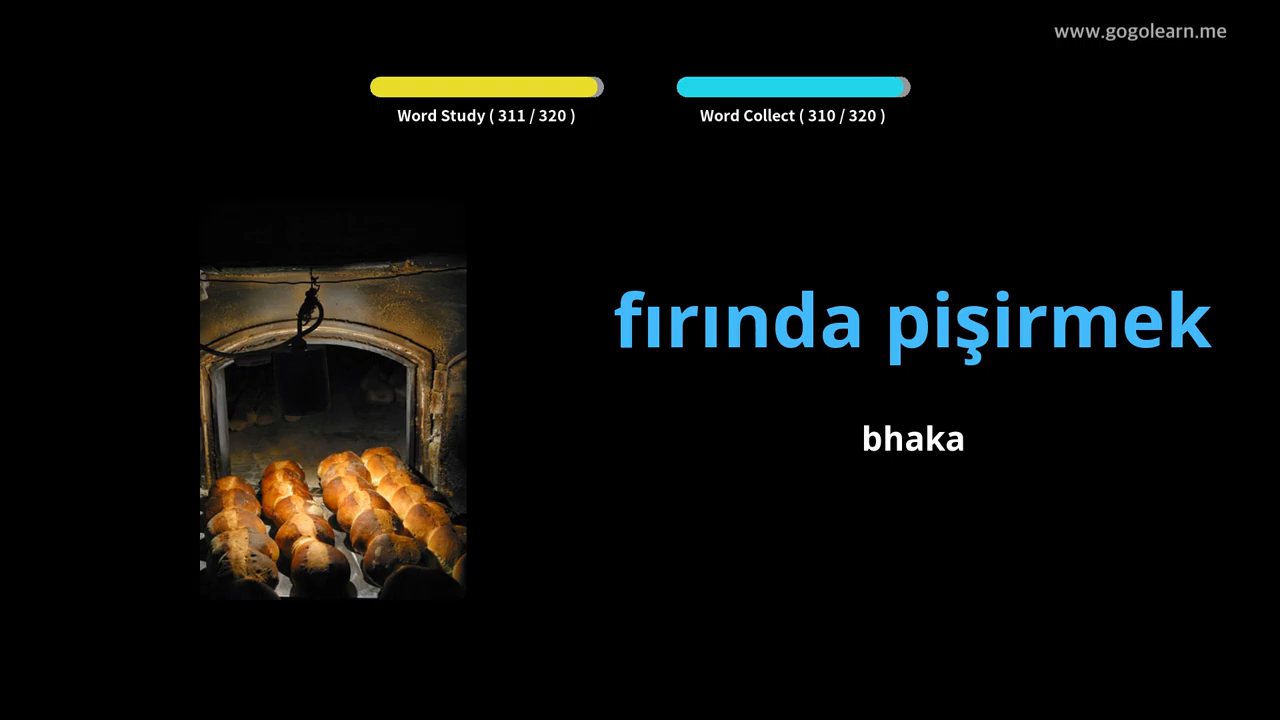 www.gogolearn.me
Word Study ( 311 / 320 )
Word Collect ( 310 / 320 )
fırında pişirmek
bhaka